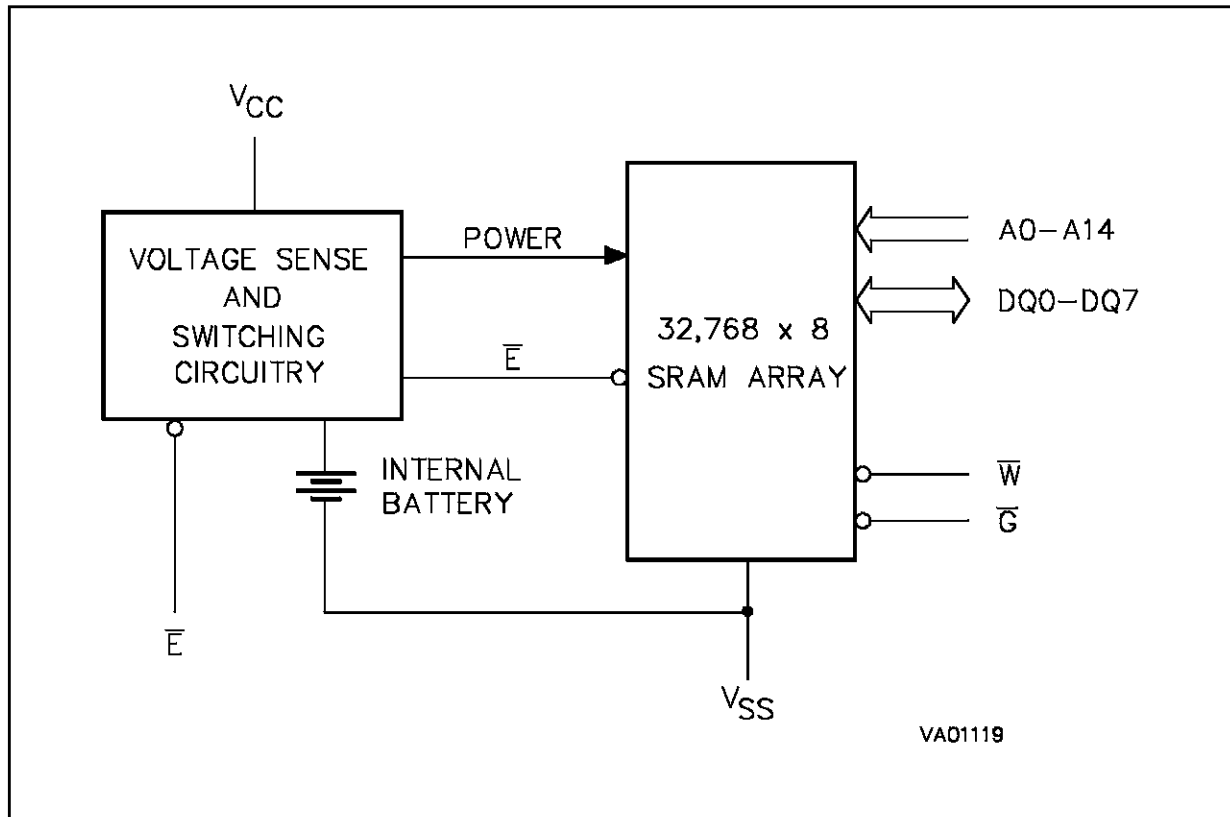 VCC
VOLTAGE SENSE
AND
SWITCHING
CIRCUITRY
POWER
E̅
INTERNAL
BATTERY
E̅
32,768 x 8
SRAM ARRAY
A0-A14
DQ0-DQ7
W̅
G̅
VSS
VA01119